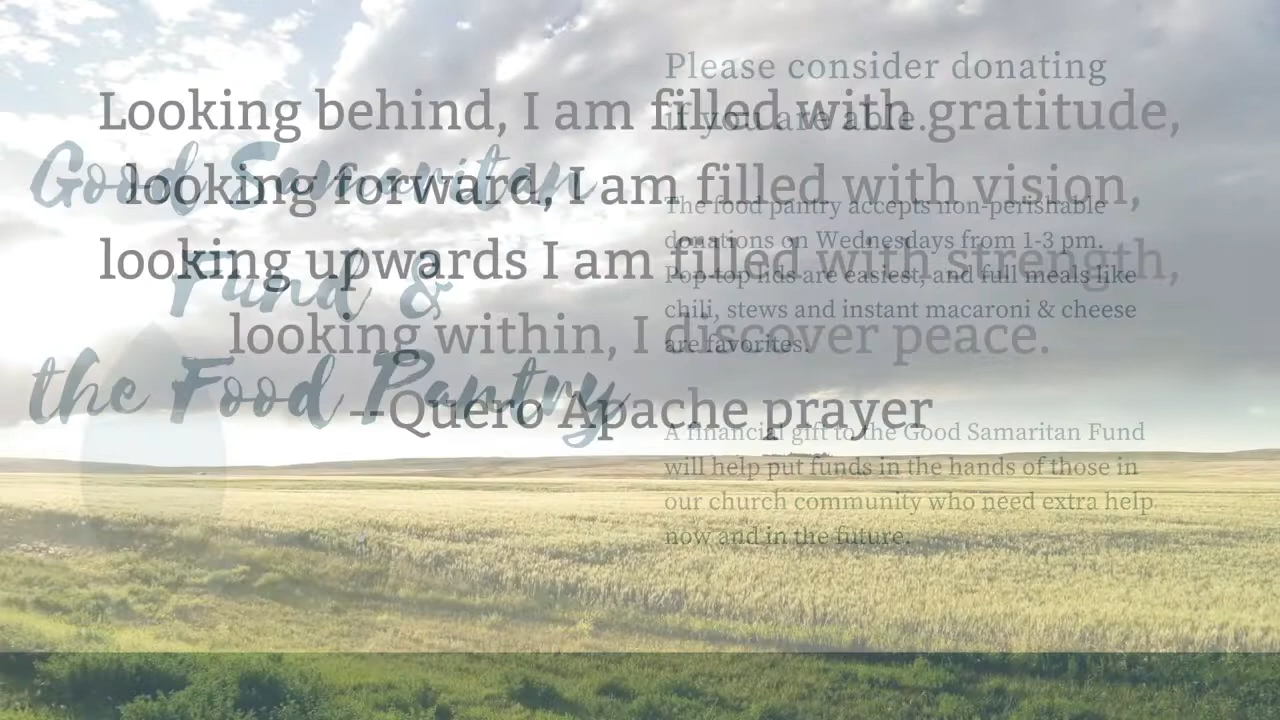 Looking behind, I am filled with gratitude,
looking forward, I am filled with vision,
looking upwards I am filled with strength,
looking within, I discover peace.
--Quero Apache prayer
Good Samaritan
Fund &
the Food Pantry
Please consider donating
if you are able.
The food pantry accepts non-perishable
donations on Wednesdays from 1-3 pm.
Pop-top lids are easiest, and full meals like
chili, stews and instant macaroni & cheese
are favorites.
A financial gift to the Good Samaritan Fund
will help put funds in the hands of those in
our church community who need extra help
now and in the future.